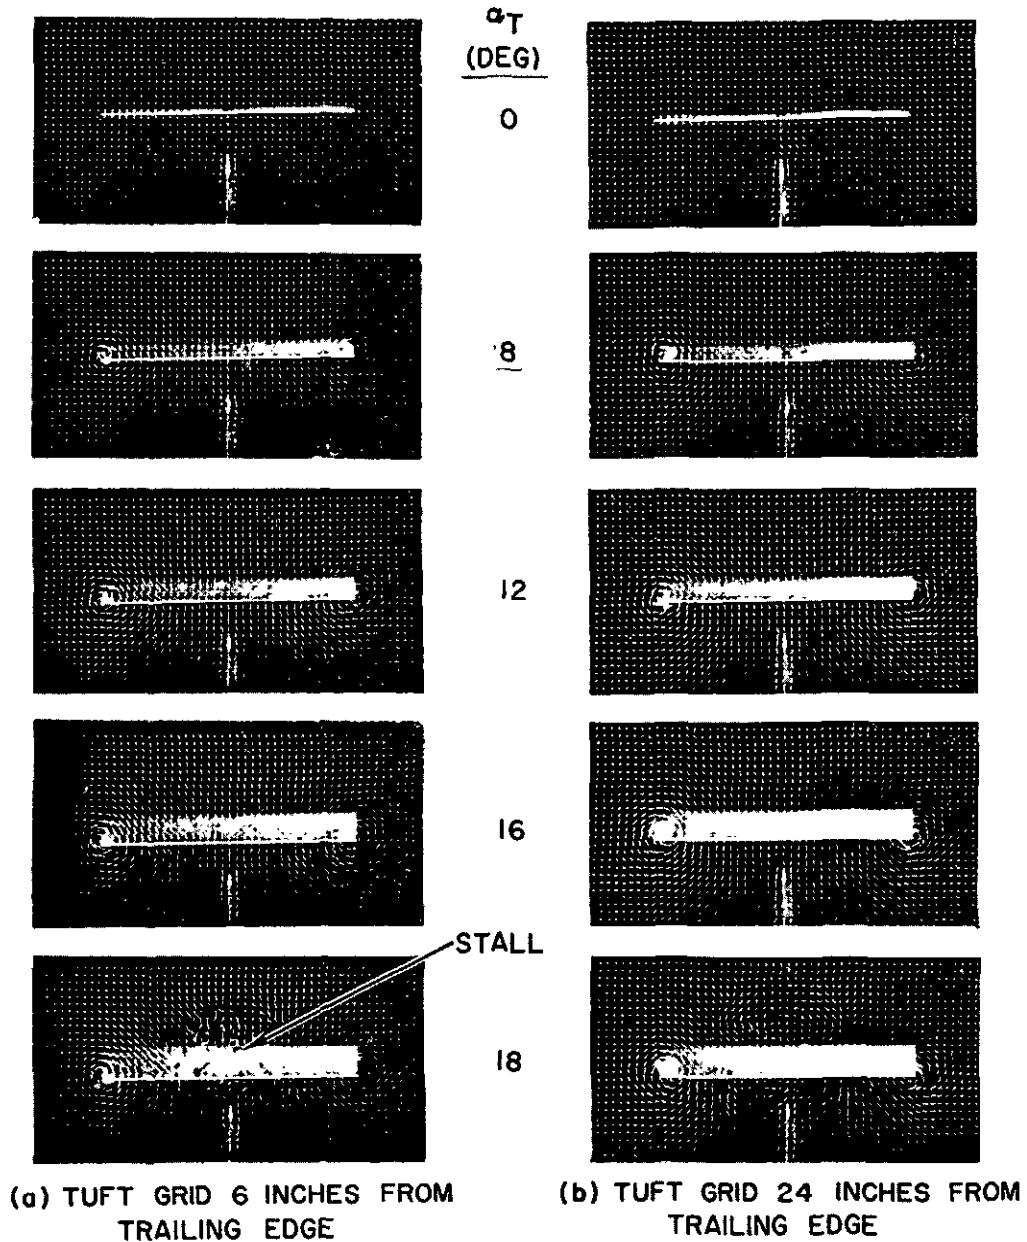 αT
(DEG)
0
8
12
16
STALL
18
(a) TUFT GRID 6 INCHES FROM
TRAILING EDGE
(b) TUFT GRID 24 INCHES FROM
TRAILING EDGE